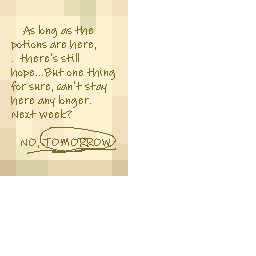 As long as the
potions are here,
. there's still
hope...But one thing
for sure, can't stay
here any longer.
Next week?
NO, TOMORROW